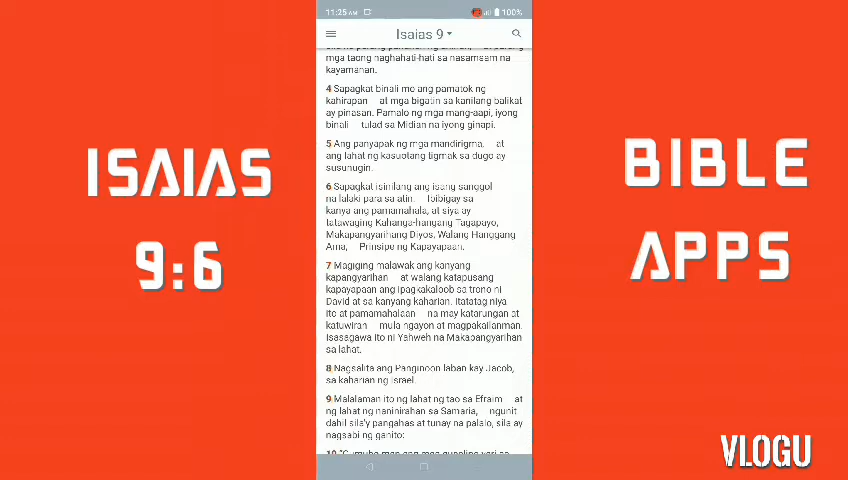 11:25 AM
100%
Isaias 9
mga taong naghahati-hati sa nasamsam na
kayamanan.
4 Sapagkat binali mo ang pamatok ng
kahirapan at mga bigatin sa kanilang balikat
ay pinasan. Pamalo ng mga mang-aapi, iyong
binali tulad sa Midian na iyong ginapi.
5 Ang panyapak ng mga mandirigma, at
ang lahat ng kasuotang tigmak sa dugo ay
susunugin.
6 Sapagkat isinilang ang isang sanggol
na lalaki para sa atin. Ibibigay sa
kanya ang pamamahala, at siya ay
tatawaging Kahanga-hangang Tagapayo,
Makapangyarihang Diyos, Walang Hanggang
Ama, Prinsipe ng Kapayapaan.
7 Magiging malawak ang kanyang
kapangyarihan at walang katapusang
kapayapaan ang ipagkakaloob sa trono ni
David at sa kanyang kaharian. Itatatag niya
ito at pamamahalaan na may katarungan at
katuwiran mula ngayon at magpakailanman.
Isasagawa ito ni Yahweh na Makapangyarihan
sa lahat.
8 Nagsalita ang Panginoon laban kay Jacob,
sa kaharian ng Israel.
9 Malalaman ito ng lahat ng tao sa Efraim at
ng lahat ng naninirahan sa Samaria, ngunit
dahil sila'y pangahas at tunay na palalo, sila ay
nagsabi ng ganito:
ISAIAS
9:6
BIBLE
APPS
VLOGU